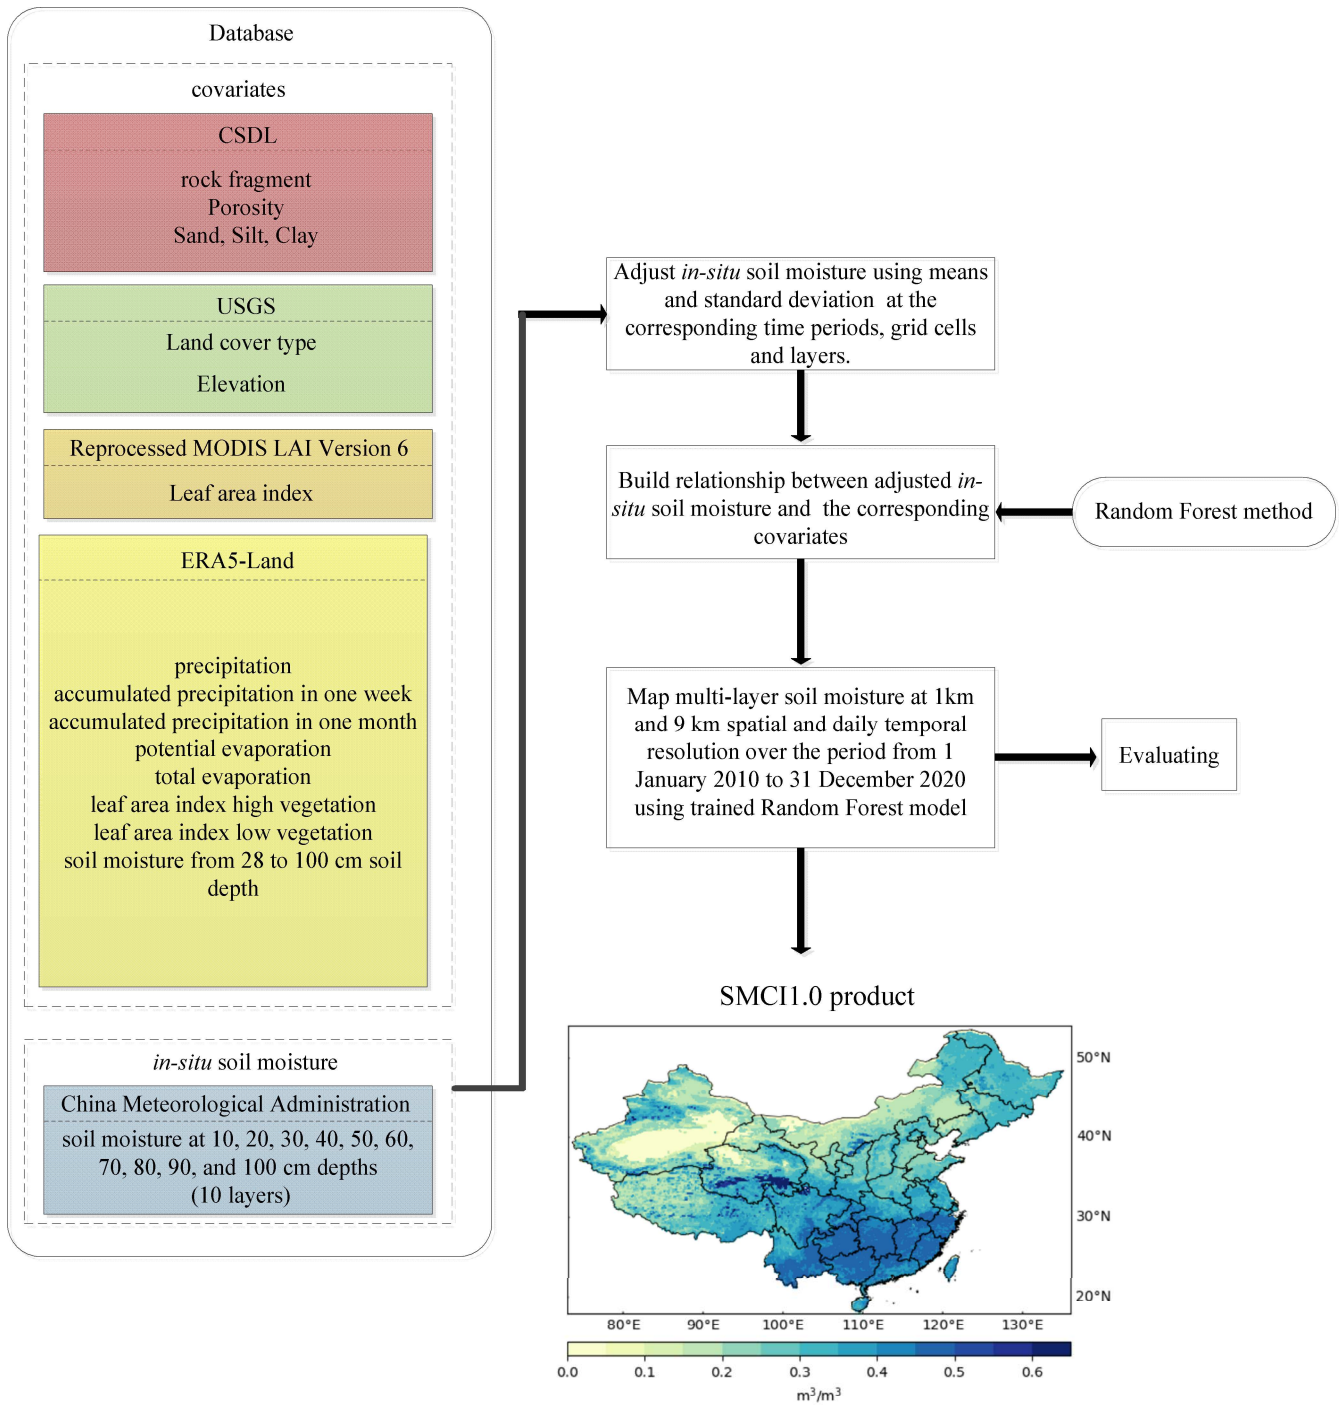 Database
covariates
CSDL
rock fragment
Porosity
Sand, Silt, Clay
USGS
Land cover type
Elevation
Reprocessed MODIS LAI Version 6
Leaf area index
ERA5-Land
precipitation
accumulated precipitation in one week
accumulated precipitation in one month
potential evaporation
total evaporation
leaf area index high vegetation
leaf area index low vegetation
soil moisture from 28 to 100 cm soil
depth
in-situ soil moisture
China Meteorological Administration
soil moisture at 10, 20, 30, 40, 50, 60,
70, 80, 90, and 100 cm depths
(10 layers)
Adjust in-situ soil moisture using means
and standard deviation at the
corresponding time periods, grid cells
and layers.
Build relationship between adjusted in-
situ soil moisture and the corresponding
covariates
Random Forest method
Map multi-layer soil moisture at 1km
and 9 km spatial and daily temporal
resolution over the period from 1
January 2010 to 31 December 2020
using trained Random Forest model
Evaluating
SMCI1.0 product
50°N
40°N
30°N
20°N
80°E 90°E 100°E 110°E 120°E 130°E
0.0 0.1 0.2 0.3 0.4 0.5 0.6
m³/m³